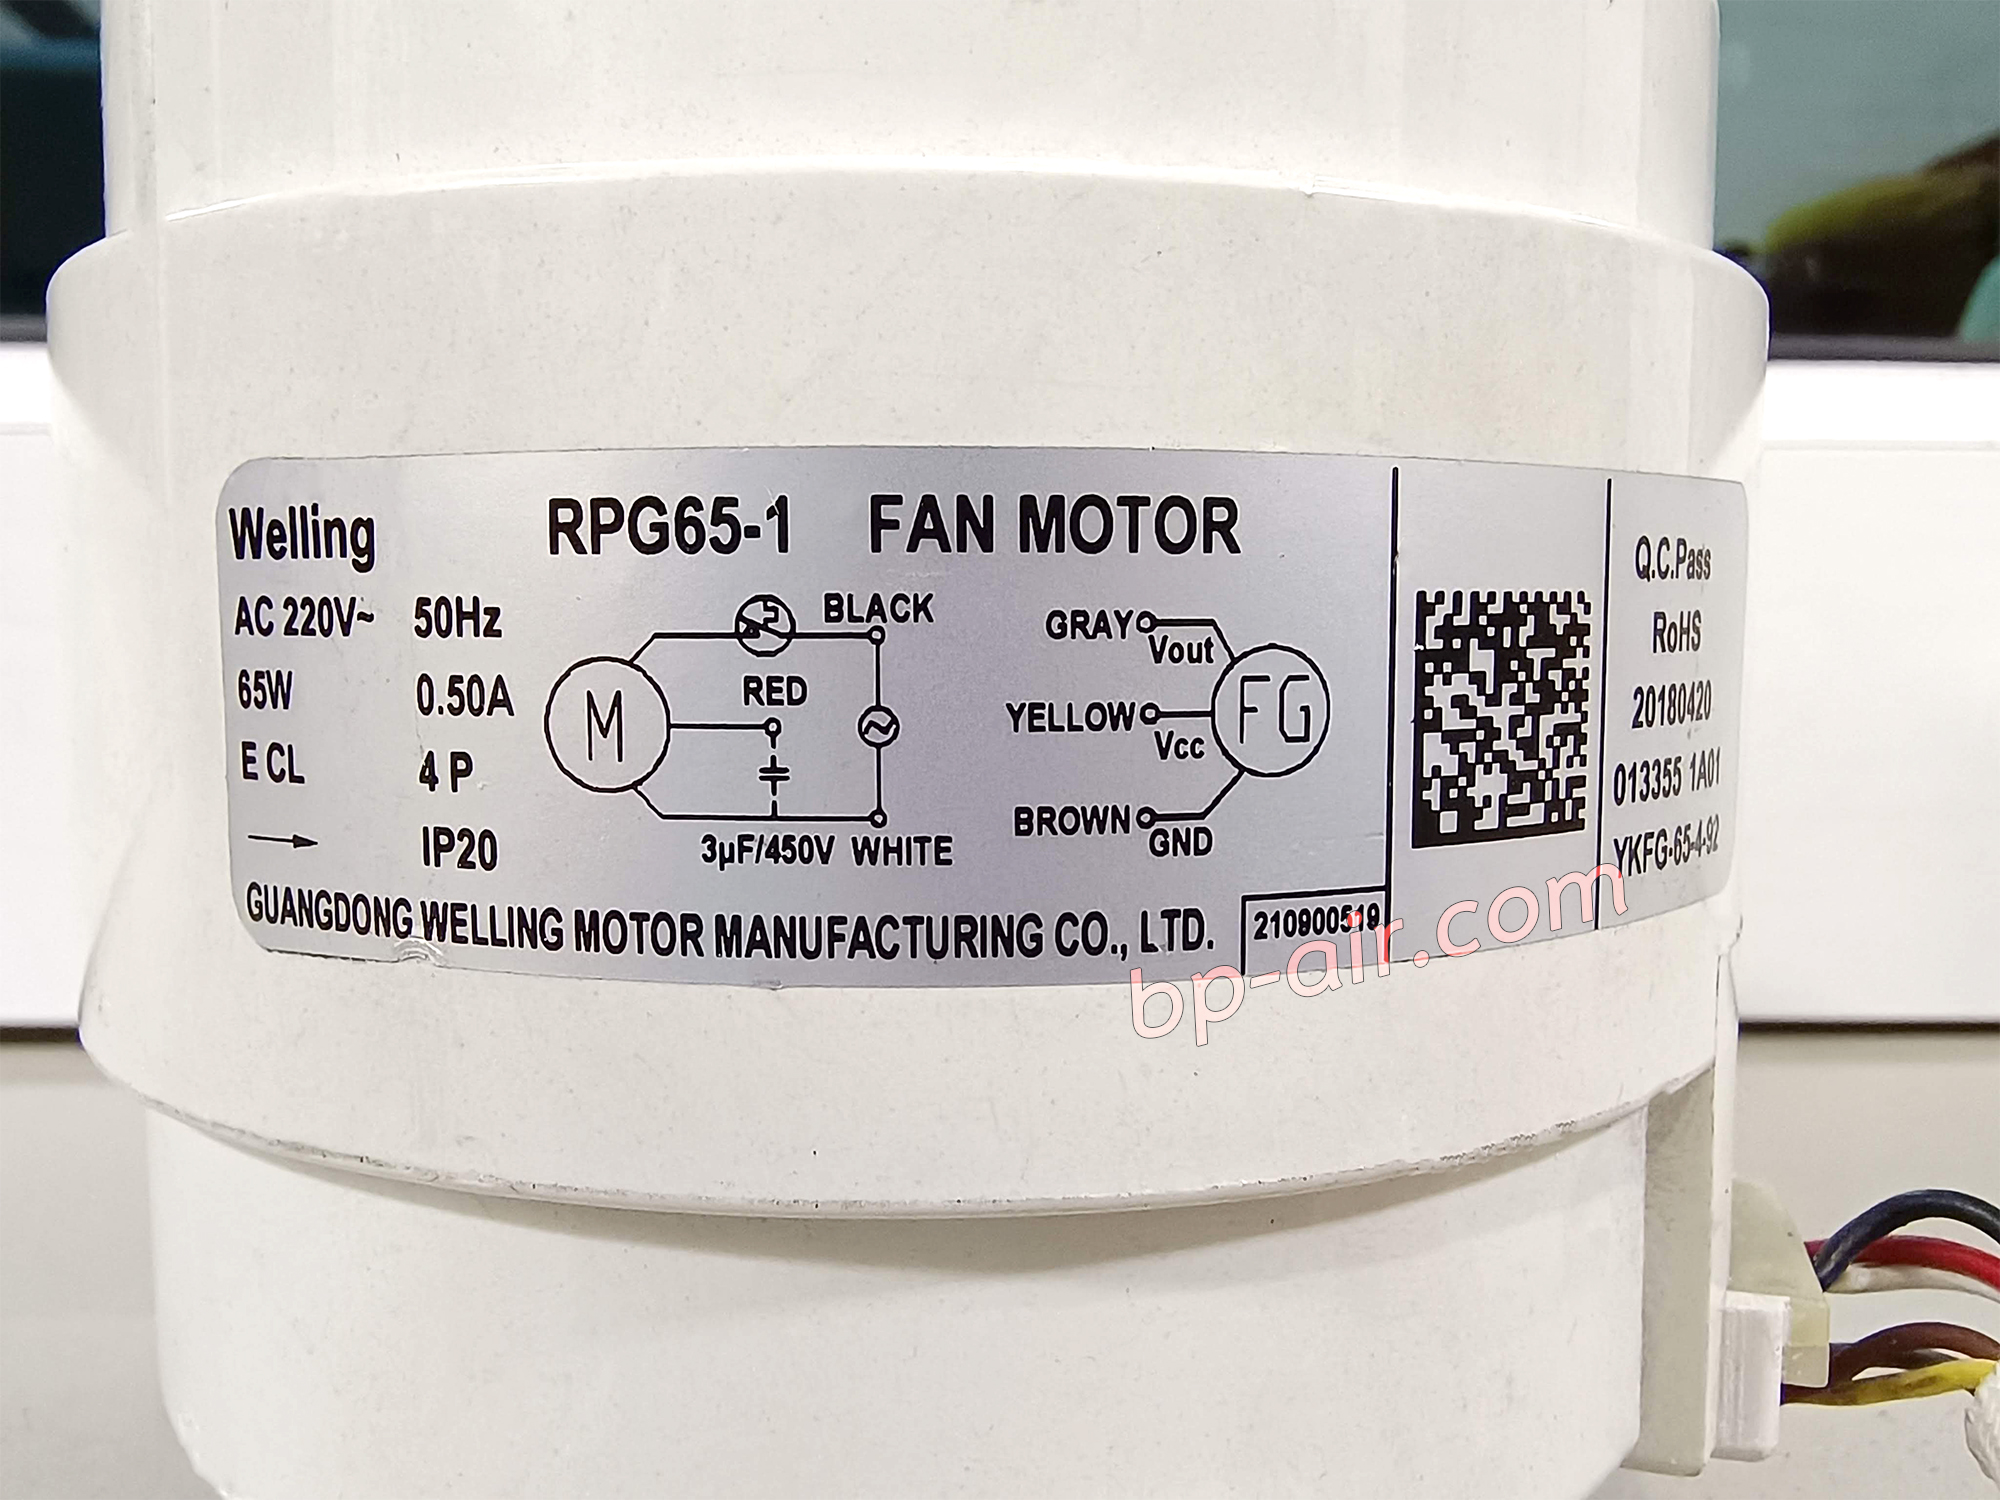 Welling RPG65-1 FAN MOTOR
AC 220V~ 50Hz
65W 0.50A
E CL 4 P
IP20
BLACK
RED
M
3μF/450V WHITE
GRAY
Vout
YELLOW
Vcc
FG
BROWN
GND
GUANGDONG WELLING MOTOR MANUFACTURING CO., LTD.
210900519
Q.C.Pass
RoHS
20180420
013355 1A01
YKFG-65-4-92
bp-air.com